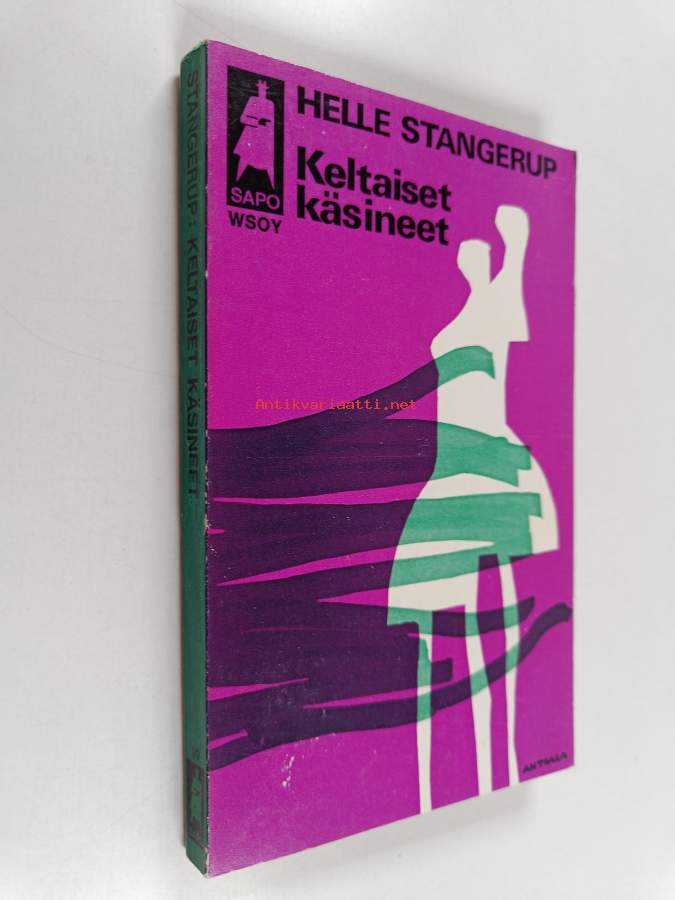 HELLE STANGERUP
Keltaiset
käsineet
SAPO
WSOY
STANGERUP: KELTAISET KÄSINEET
Antikvariaatti.net